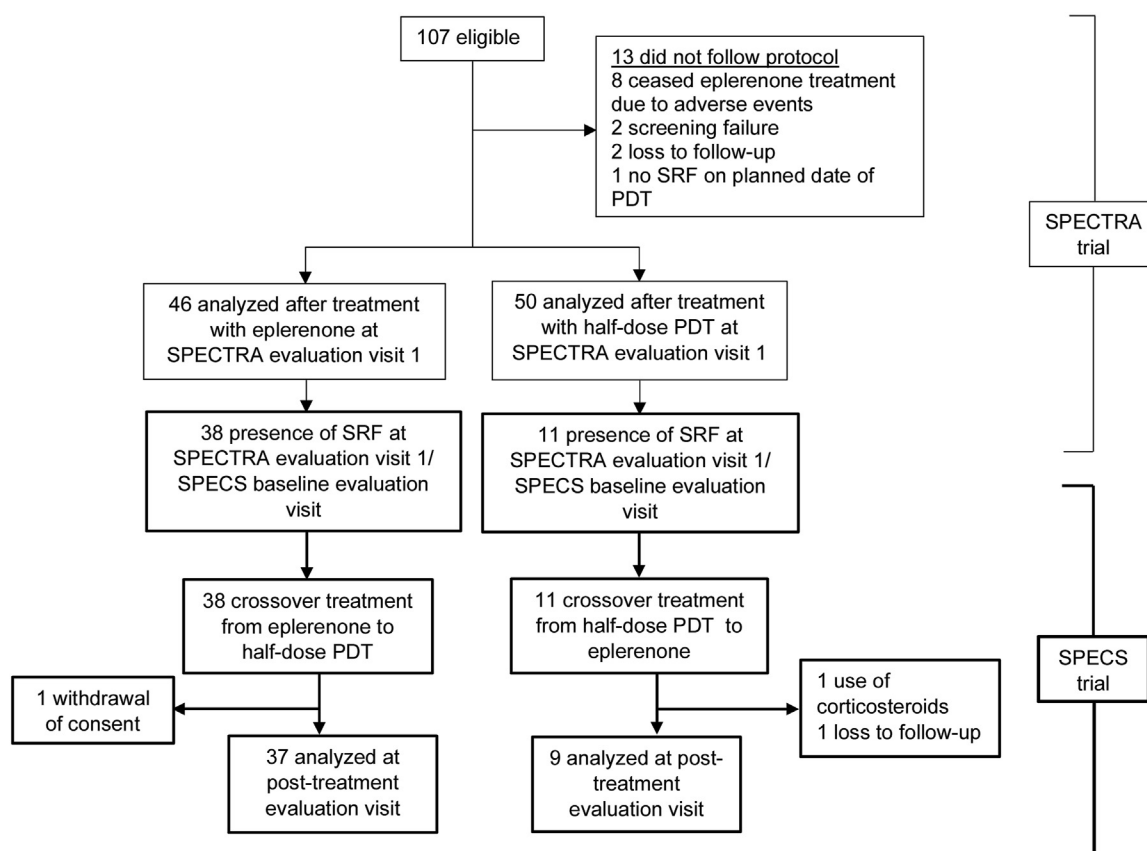 107 eligible
13 did not follow protocol
8 ceased eplerenone treatment
due to adverse events
2 screening failure
2 loss to follow-up
1 no SRF on planned date of
PDT
SPECTRA
trial
46 analyzed after treatment
with eplerenone at
SPECTRA evaluation visit 1
50 analyzed after treatment
with half-dose PDT at
SPECTRA evaluation visit 1
38 presence of SRF at
SPECTRA evaluation visit 1/
SPECS baseline evaluation
visit
11 presence of SRF at
SPECTRA evaluation visit 1/
SPECS baseline evaluation
visit
38 crossover treatment
from eplerenone to
half-dose PDT
11 crossover treatment
from half-dose PDT to
eplerenone
SPECS
trial
1 withdrawal
of consent
1 use of
corticosteroids
1 loss to follow-up
37 analyzed at
post-treatment
evaluation visit
9 analyzed at post-
treatment
evaluation visit